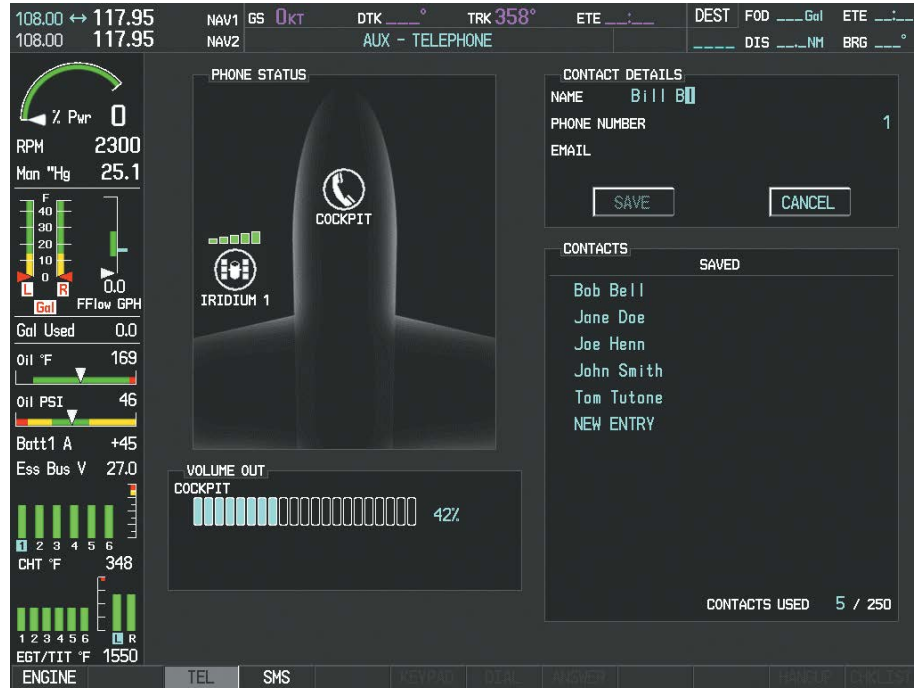 108.00 ↔ 117.95 NAV1 GS 0KT DTK ___° TRK 358° ETE __:__ DEST FOD ___Gal ETE __:__
108.00 117.95 NAV2 AUX - TELEPHONE ____ DIS __._NM BRG ___°
PHONE STATUS
COCKPIT
IRIDIUM 1
CONTACT DETAILS
NAME Bill Bl
PHONE NUMBER 1
EMAIL
SAVE CANCEL
CONTACTS
SAVED
Bob Bell
Jane Doe
Joe Henn
John Smith
Tom Tutone
NEW ENTRY
CONTACTS USED 5 / 250
VOLUME OUT
COCKPIT
42%
% Pwr 0
RPM 2300
Man "Hg 25.1
F
40
30
20
10
0
L R 0.0
Gal FFlow GPH
Gal Used 0.0
Oil °F 169
Oil PSI 46
Batt1 A +45
Ess Bus V 27.0
1 2 3 4 5 6
CHT °F 348
1 2 3 4 5 6 L R
EGT/TIT °F 1550
ENGINE TEL SMS KEYPAD DIAL ANSWER HANGUP CHKLIST